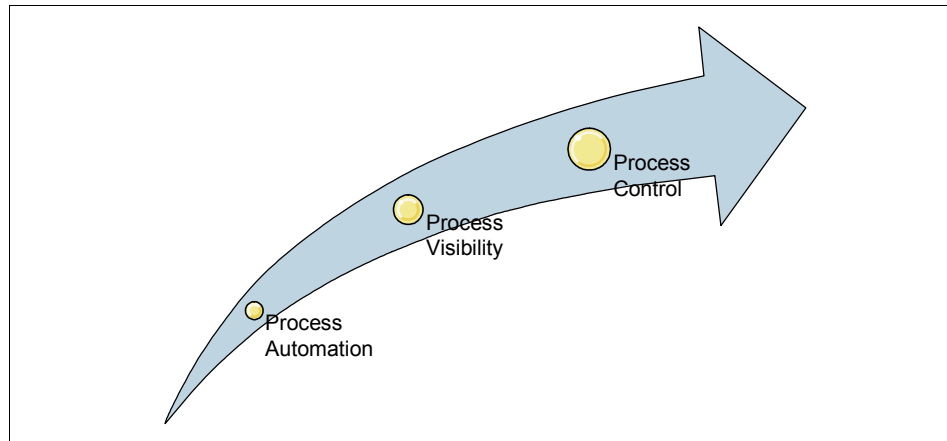 Process
Control
Process
Visibility
Process
Automation